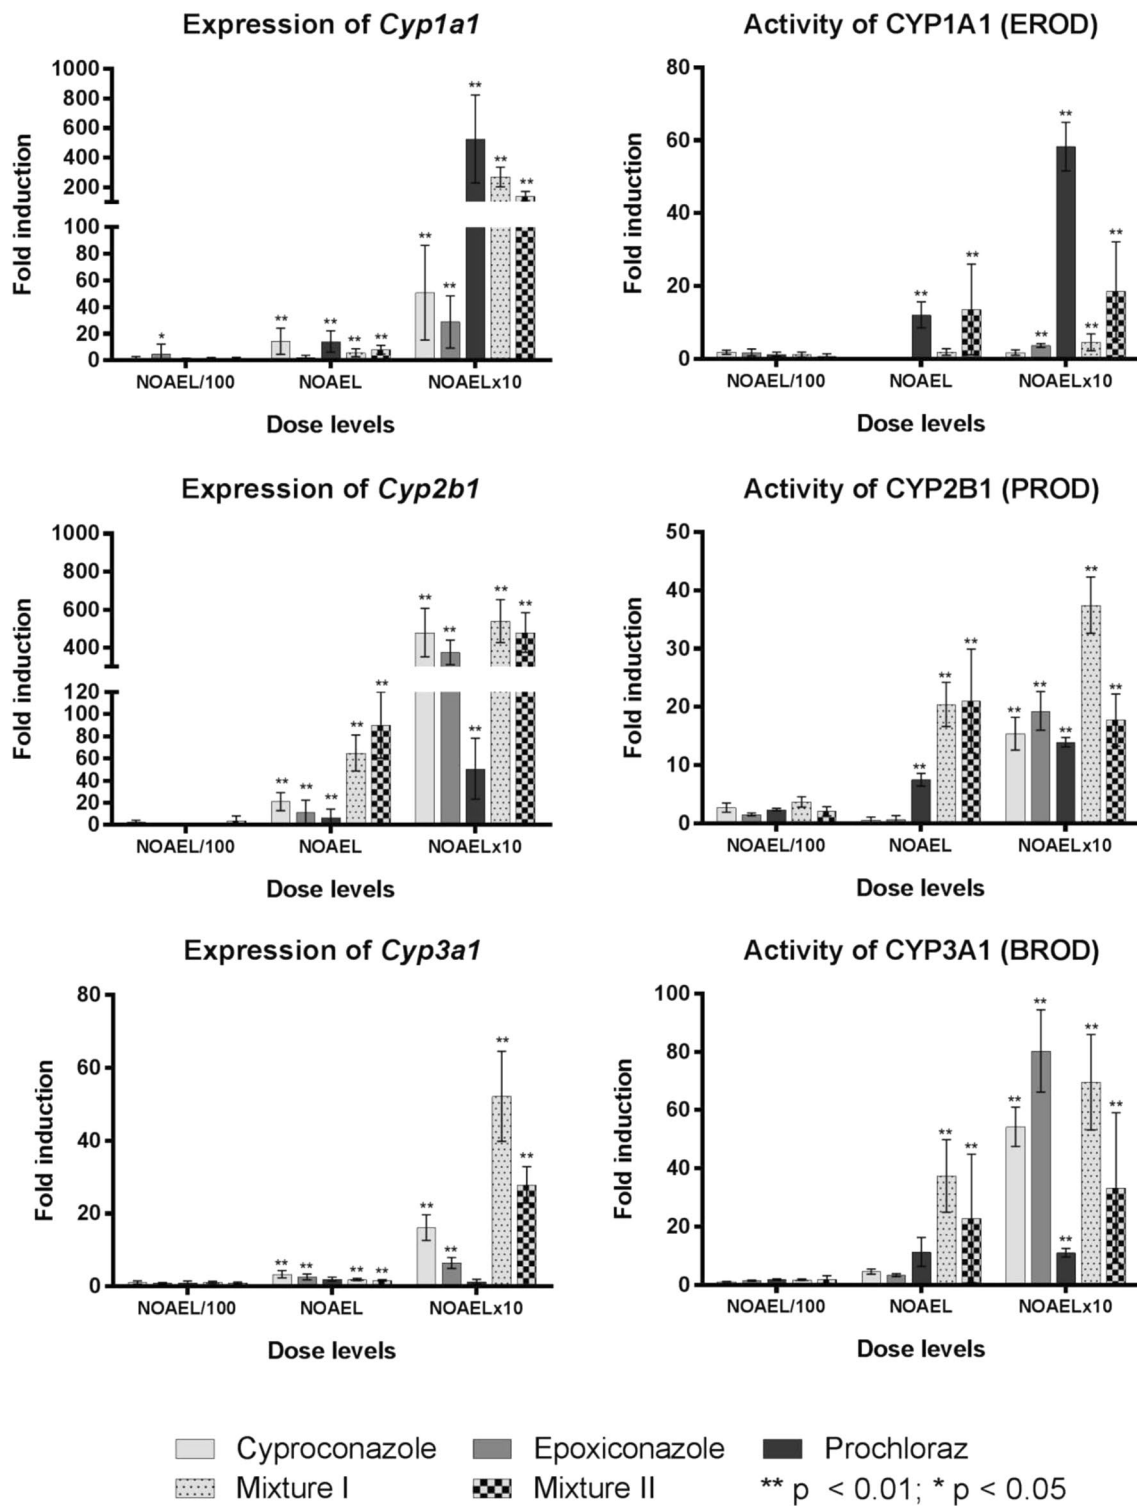 Expression of Cyp1a1
Fold induction
1000
800
600
400
200
100
80
60
40
20
0
** ** ** * ** ** ** ** ** **
NOAEL/100 NOAEL NOAELx10
Dose levels
Activity of CYP1A1 (EROD)
Fold induction
80
60
40
20
0
** ** ** ** ** **
NOAEL/100 NOAEL NOAELx10
Dose levels
Expression of Cyp2b1
Fold induction
1000
800
600
400
120
100
80
60
40
20
0
** ** ** ** ** ** ** ** ** **
NOAEL/100 NOAEL NOAELx10
Dose levels
Activity of CYP2B1 (PROD)
Fold induction
50
40
30
20
10
0
** ** ** ** ** ** ** **
NOAEL/100 NOAEL NOAELx10
Dose levels
Expression of Cyp3a1
Fold induction
80
60
40
20
0
** ** ** ** ** ** ** **
NOAEL/100 NOAEL NOAELx10
Dose levels
Activity of CYP3A1 (BROD)
Fold induction
100
80
60
40
20
0
** ** ** ** ** ** **
NOAEL/100 NOAEL NOAELx10
Dose levels
Cyproconazole Epoxiconazole Prochloraz
Mixture I Mixture II ** p < 0.01; * p < 0.05